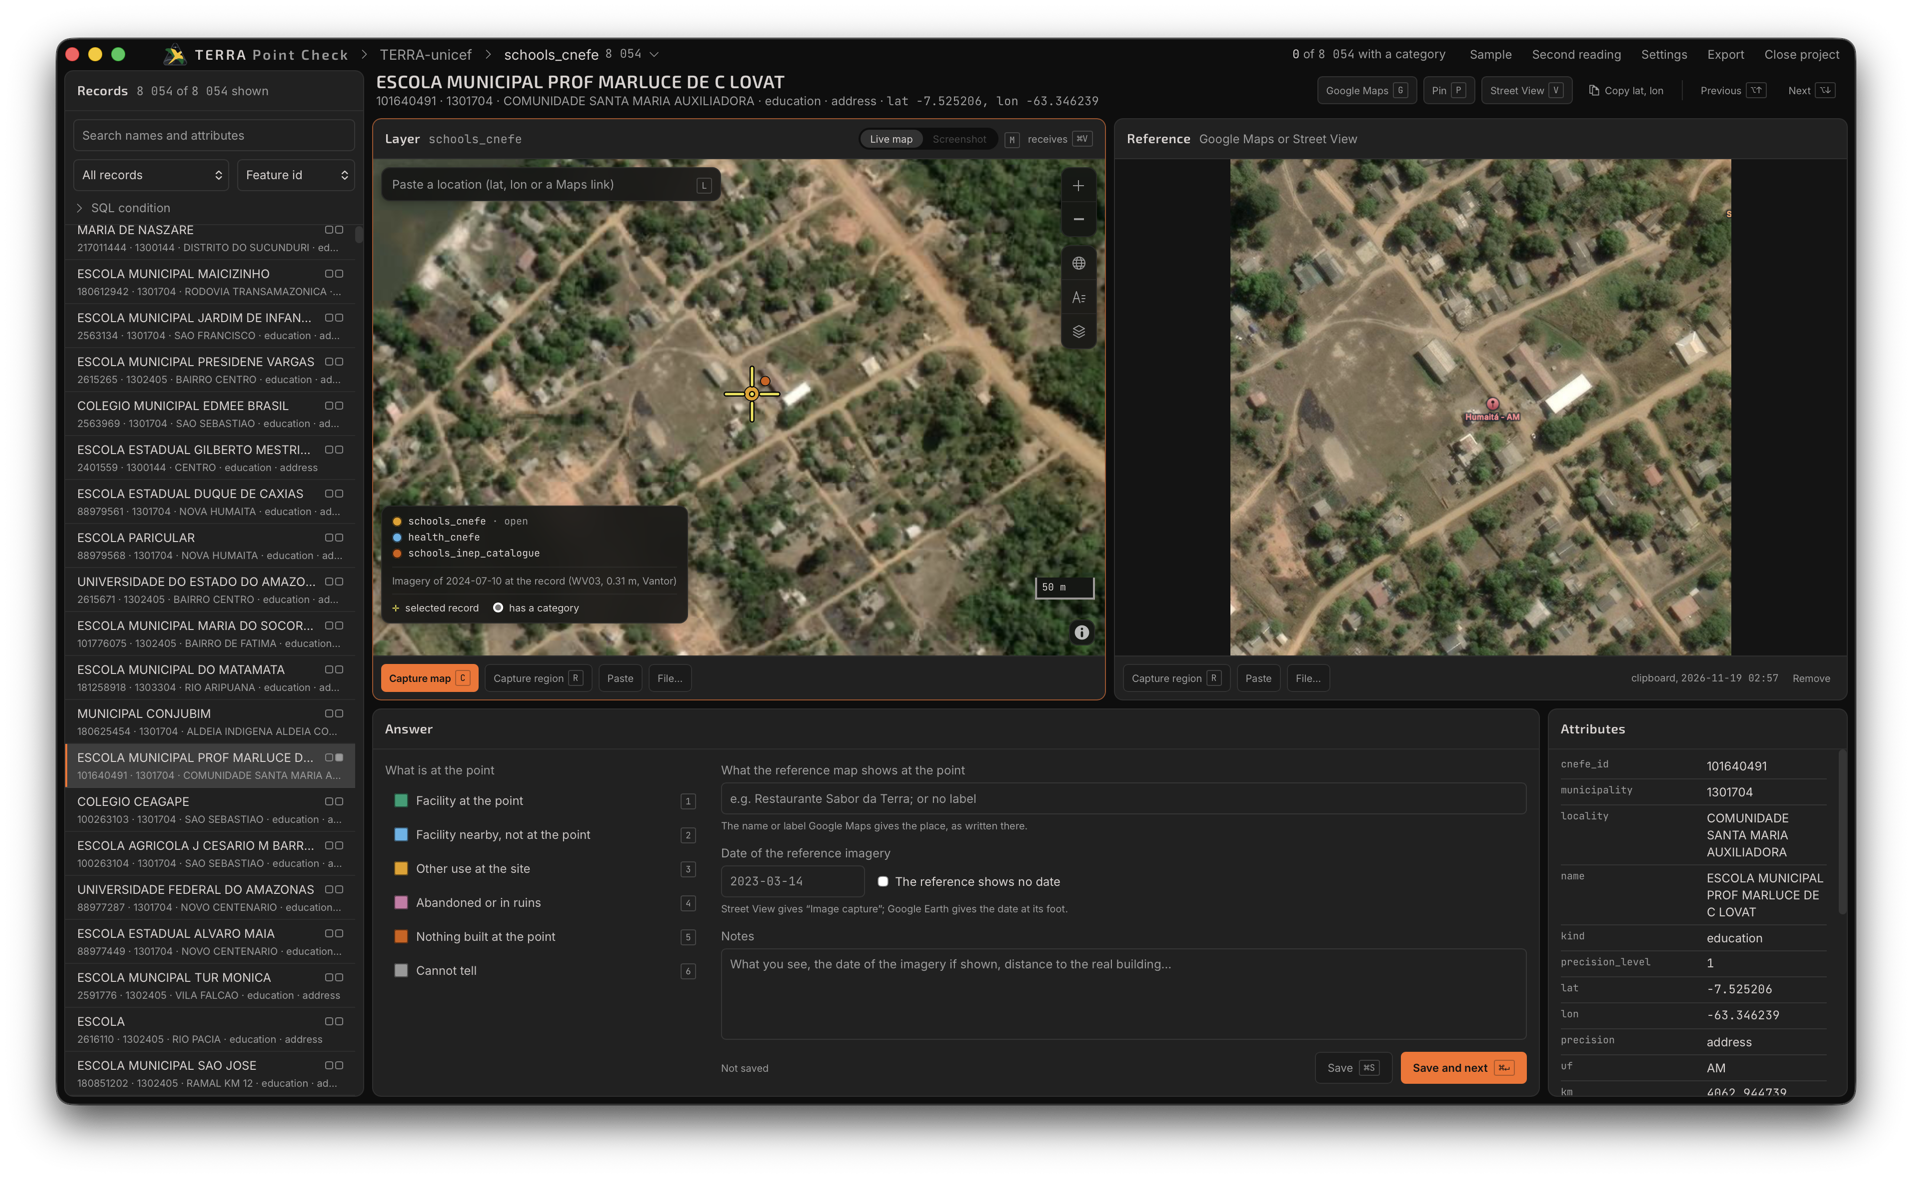 TERRA Point Check > TERRA-unicef > schools_cnefe 8 054
0 of 8 054 with a category Sample Second reading Settings Export Close project
Records 8 054 of 8 054 shown
Search names and attributes
All records Feature id
SQL condition
MARIA DE NASZARE
217011444 · 1300144 · DISTRITO DO SUCUNDURI · ed...
ESCOLA MUNICIPAL MAICIZINHO
180612942 · 1301704 · RODOVIA TRANSAMAZONICA ·...
ESCOLA MUNICIPAL JARDIM DE INFAN...
2563134 · 1301704 · SAO FRANCISCO · education · ad...
ESCOLA MUNICIPAL PRESIDENE VARGAS
2615265 · 1302405 · BAIRRO CENTRO · education · ad...
COLEGIO MUNICIPAL EDMEE BRASIL
2563969 · 1301704 · SAO SEBASTIAO · education · ad...
ESCOLA ESTADUAL GILBERTO MESTRI...
2401559 · 1300144 · CENTRO · education · address
ESCOLA ESTADUAL DUQUE DE CAXIAS
88979561 · 1301704 · NOVA HUMAITA · education · ad...
ESCOLA PARICULAR
88979568 · 1301704 · NOVA HUMAITA · education · ad...
UNIVERSIDADE DO ESTADO DO AMAZO...
2615671 · 1302405 · BAIRRO CENTRO · education · ad...
ESCOLA MUNICIPAL MARIA DO SOCOR...
101776075 · 1302405 · BAIRRO DE FATIMA · education...
ESCOLA MUNICIPAL DO MATAMATA
181258918 · 1303304 · RIO ARIPUANA · education · ad...
MUNICIPAL CONJUBIM
180625454 · 1301704 · ALDEIA INDIGENA ALDEIA CO...
ESCOLA MUNICIPAL PROF MARLUCE D...
101640491 · 1301704 · COMUNIDADE SANTA MARIA A...
COLEGIO CEAGAPE
100263103 · 1301704 · SAO SEBASTIAO · education · a...
ESCOLA AGRICOLA J CESARIO M BARR...
100263104 · 1301704 · SAO SEBASTIAO · education · a...
UNIVERSIDADE FEDERAL DO AMAZONAS
88977287 · 1301704 · NOVO CENTENARIO · education...
ESCOLA ESTADUAL ALVARO MAIA
88977449 · 1301704 · NOVO CENTENARIO · education...
ESCOLA MUNCIPAL TUR MONICA
2591776 · 1302405 · VILA FALCAO · education · address
ESCOLA
2616110 · 1302405 · RIO PACIA · education · address
ESCOLA MUNICIPAL SAO JOSE
180851202 · 1302405 · RAMAL KM 12 · education · ad...
ESCOLA MUNICIPAL PROF MARLUCE DE C LOVAT
101640491 · 1301704 · COMUNIDADE SANTA MARIA AUXILIADORA · education · address · lat -7.525206, lon -63.346239
Google Maps G Pin P Street View V Copy lat, lon Previous ⌥↑ Next ⌥↓
Layer schools_cnefe Live map Screenshot M receives ⌘V
Paste a location (lat, lon or a Maps link) L
schools_cnefe · open
health_cnefe
schools_inep_catalogue
Imagery of 2024-07-10 at the record (WV03, 0.31 m, Vantor)
selected record has a category
50 m
Capture map C Capture region R Paste File...
Reference Google Maps or Street View
S
Humaitá - AM
Capture region R Paste File... clipboard, 2026-11-19 02:57 Remove
Answer
What is at the point
Facility at the point 1
Facility nearby, not at the point 2
Other use at the site 3
Abandoned or in ruins 4
Nothing built at the point 5
Cannot tell 6
What the reference map shows at the point
e.g. Restaurante Sabor da Terra; or no label
The name or label Google Maps gives the place, as written there.
Date of the reference imagery
2023-03-14 The reference shows no date
Street View gives “Image capture”; Google Earth gives the date at its foot.
Notes
What you see, the date of the imagery if shown, distance to the real building...
Not saved Save ⌘S Save and next ⌘↵
Attributes
cnefe_id 101640491
municipality 1301704
locality COMUNIDADE
SANTA MARIA
AUXILIADORA
name ESCOLA MUNICIPAL
PROF MARLUCE DE
C LOVAT
kind education
precision_level 1
lat -7.525206
lon -63.346239
precision address
uf AM
km 4062.944739